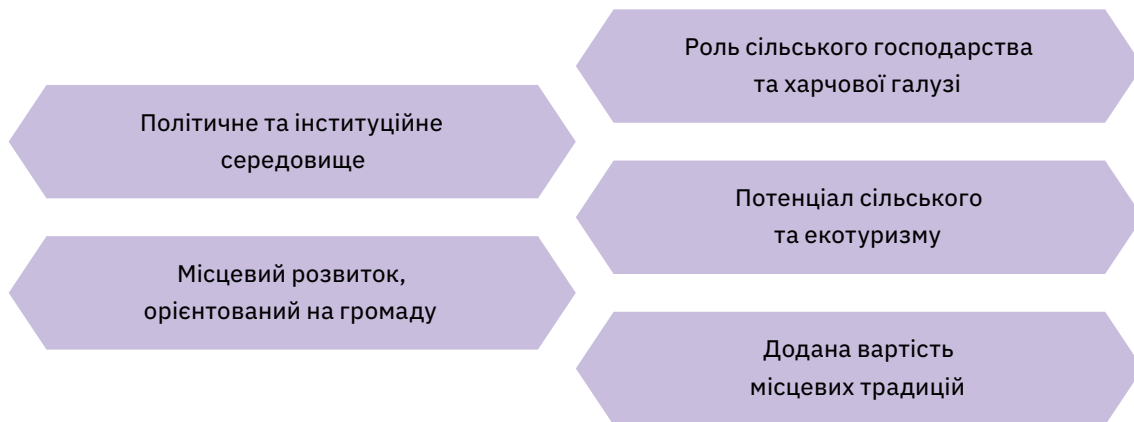 Політичне та інституційне
середовище
Місцевий розвиток,
орієнтований на громаду
Роль сільського господарства
та харчової галузі
Потенціал сільського
та екотуризму
Додана вартість
місцевих традицій